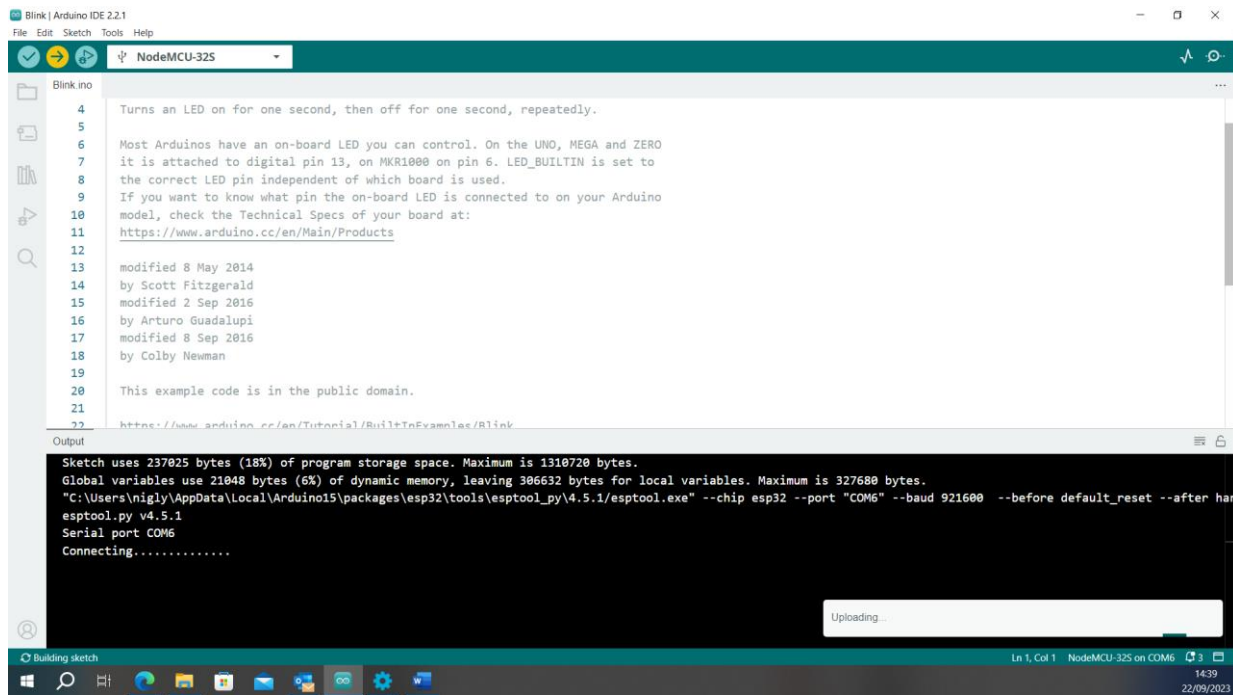 Blink | Arduino IDE 2.2.1
File Edit Sketch Tools Help
NodeMCU-32S
Blink.ino
...
4 Turns an LED on for one second, then off for one second, repeatedly.
5
6 Most Arduinos have an on-board LED you can control. On the UNO, MEGA and ZERO
7 it is attached to digital pin 13, on MKR1000 on pin 6. LED_BUILTIN is set to
8 the correct LED pin independent of which board is used.
9 If you want to know what pin the on-board LED is connected to on your Arduino
10 model, check the Technical Specs of your board at:
11 https://www.arduino.cc/en/Main/Products
12
13 modified 8 May 2014
14 by Scott Fitzgerald
15 modified 2 Sep 2016
16 by Arturo Guadalupi
17 modified 8 Sep 2016
18 by Colby Newman
19
20 This example code is in the public domain.
21
22 https://www.arduino.cc/en/Tutorial/BuiltInExamples/Blink
Output
Sketch uses 237025 bytes (18%) of program storage space. Maximum is 1310720 bytes.
Global variables use 21048 bytes (6%) of dynamic memory, leaving 306632 bytes for local variables. Maximum is 327680 bytes.
"C:\Users\nigly\AppData\Local\Arduino15\packages\esp32\tools\esptool_py\4.5.1/esptool.exe" --chip esp32 --port "COM6" --baud 921600 --before default_reset --after har
esptool.py v4.5.1
Serial port COM6
Connecting..............
Uploading...
Building sketch
Ln 1, Col 1 NodeMCU-32S on COM6 3
14:39
22/09/2023